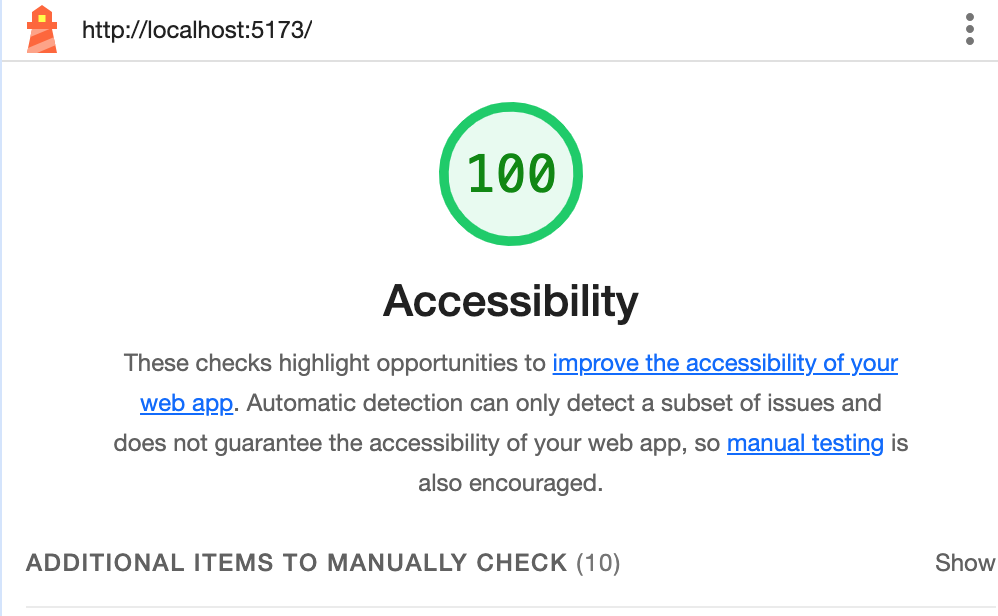 http://localhost:5173/
100
Accessibility
These checks highlight opportunities to improve the accessibility of your
web app. Automatic detection can only detect a subset of issues and
does not guarantee the accessibility of your web app, so manual testing is
also encouraged.
ADDITIONAL ITEMS TO MANUALLY CHECK (10) Show